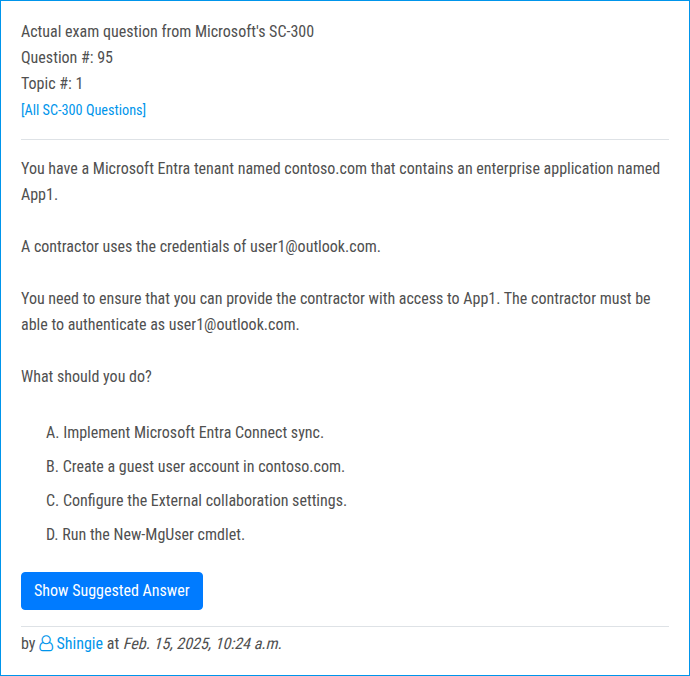 Actual exam question from Microsoft's SC-300
Question #: 95
Topic #: 1
[All SC-300 Questions]
You have a Microsoft Entra tenant named contoso.com that contains an enterprise application named
App1.
A contractor uses the credentials of user1@outlook.com.
You need to ensure that you can provide the contractor with access to App1. The contractor must be
able to authenticate as user1@outlook.com.
What should you do?
A. Implement Microsoft Entra Connect sync.
B. Create a guest user account in contoso.com.
C. Configure the External collaboration settings.
D. Run the New-MgUser cmdlet.
Show Suggested Answer
by Shingie at Feb. 15, 2025, 10:24 a.m.